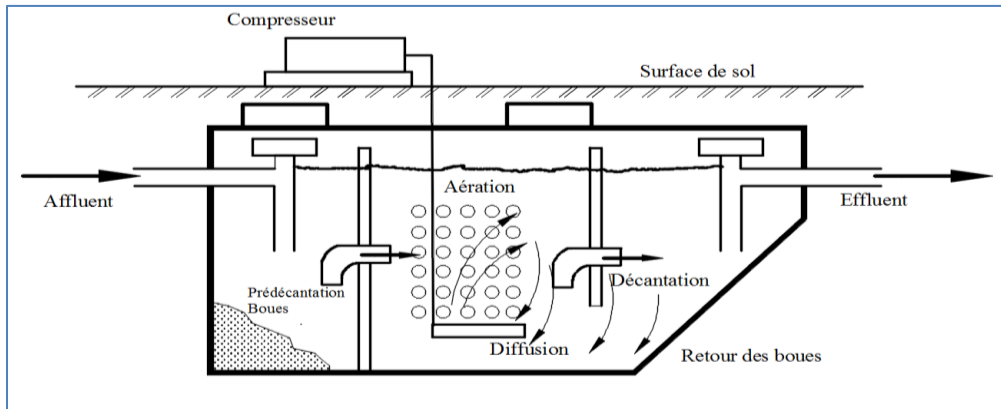 Compresseur
Surface de sol
Aération
Affluent
Effluent
Prédécantation
Boues
Décantation
Diffusion
Retour des boues